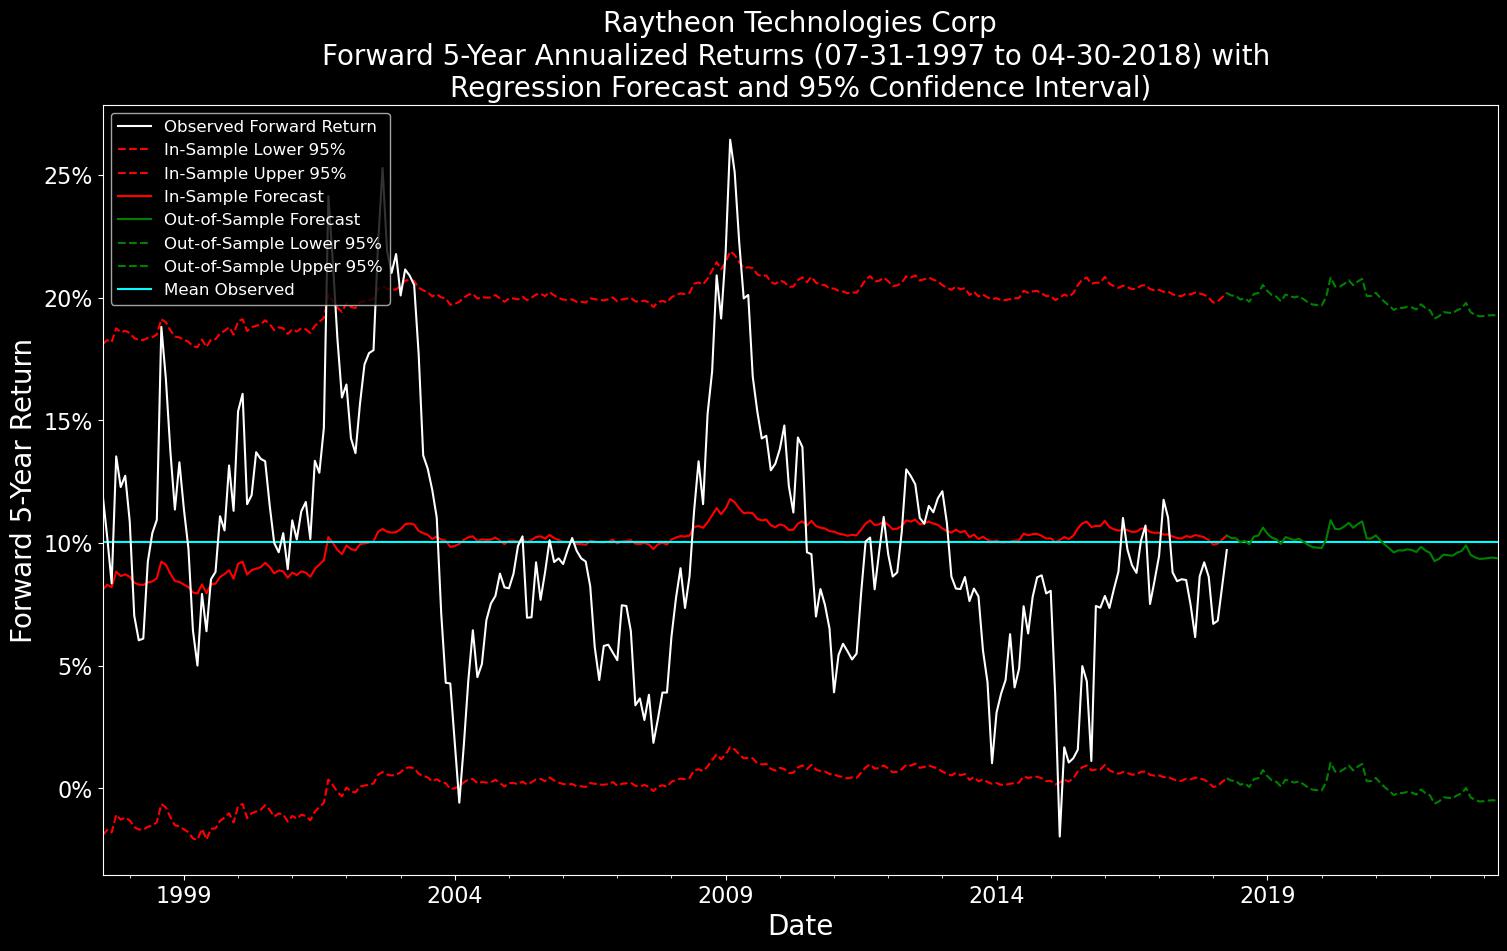 Raytheon Technologies Corp
Forward 5-Year Annualized Returns (07-31-1997 to 04-30-2018) with
Regression Forecast and 95% Confidence Interval)
Observed Forward Return
In-Sample Lower 95%
In-Sample Upper 95%
In-Sample Forecast
Out-of-Sample Forecast
Out-of-Sample Lower 95%
Out-of-Sample Upper 95%
Mean Observed
Forward 5-Year Return
25%
20%
15%
10%
5%
0%
1999
2004
2009
2014
2019
Date